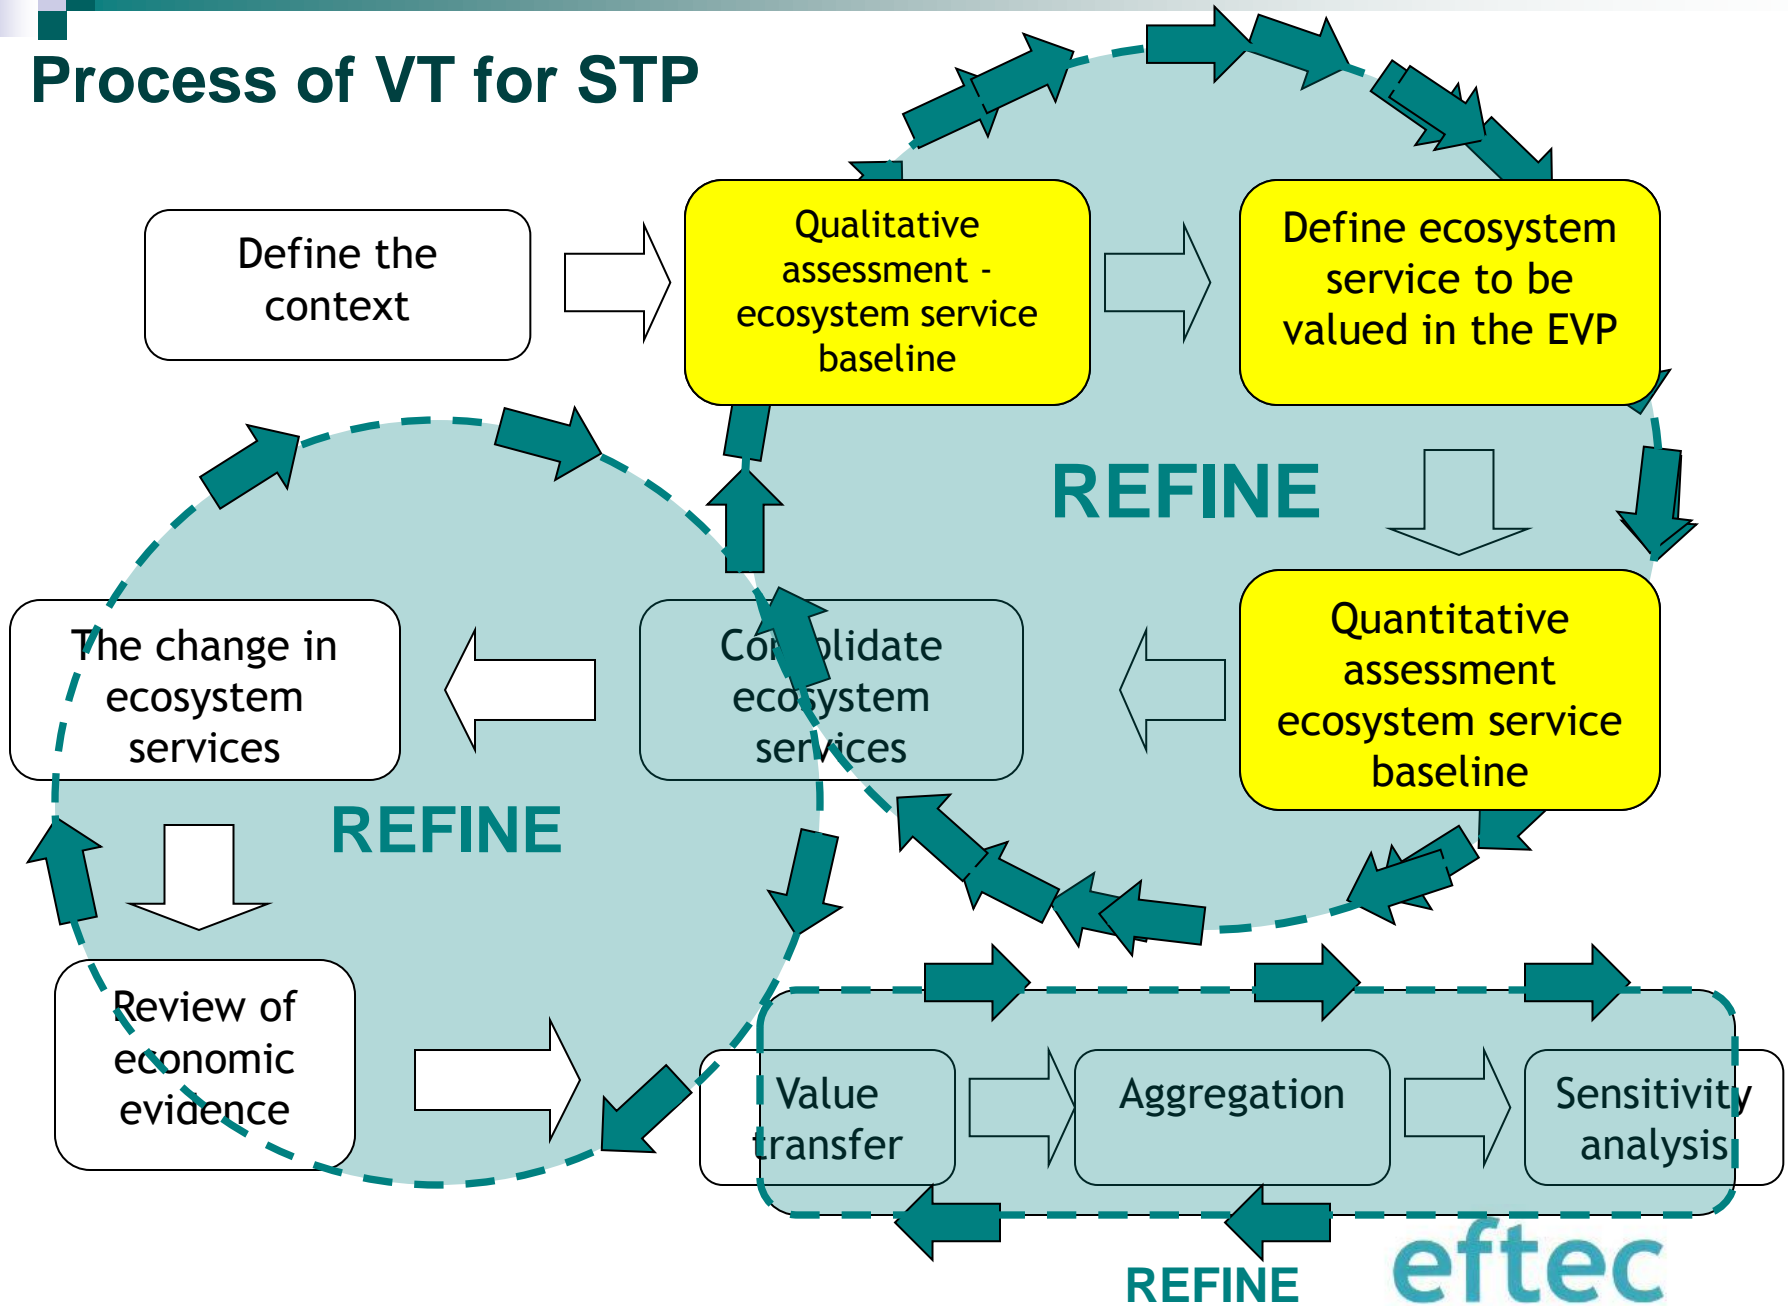 Process of VT for STP
Define the
context
Qualitative
assessment -
ecosystem service
baseline
Define ecosystem
service to be
valued in the EVP
REFINE
Quantitative
assessment
ecosystem service
baseline
Consolidate
ecosystem
services
The change in
ecosystem
services
REFINE
Review of
economic
evidence
Value
transfer
Aggregation
Sensitivity
analysis
REFINE
eftec